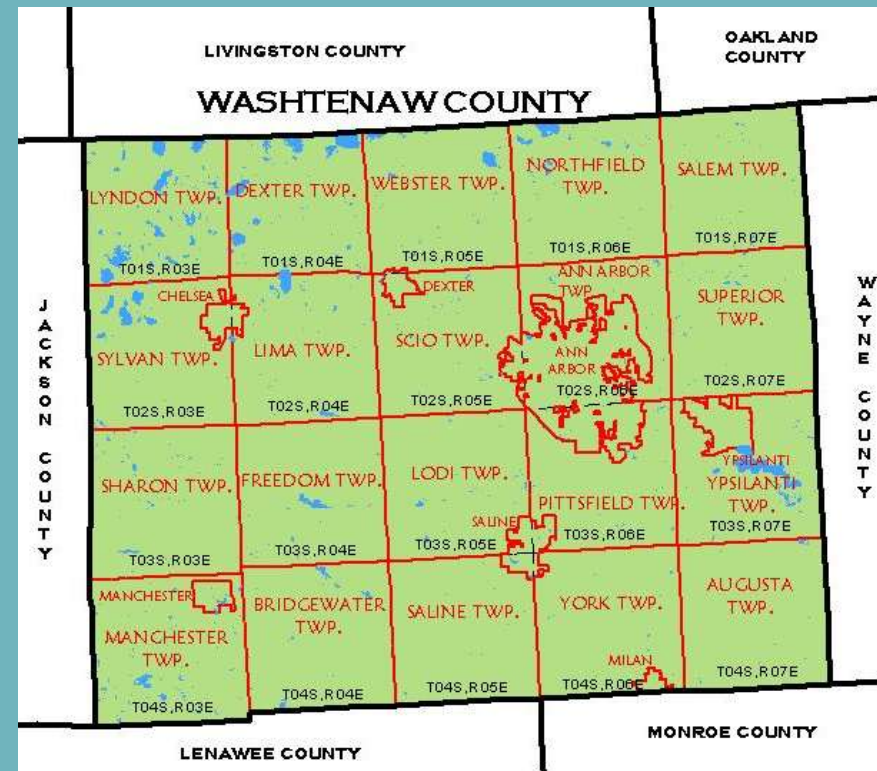 LIVINGSTON COUNTY
OAKLAND
COUNTY
WASHTENAW COUNTY
LYNDON TWP.
DEXTER TWP.
WEBSTER TWP.
NORTHFIELD
TWP.
SALEM TWP.
T01S,R03E
T01S,R04E
T01S,R05E
T01S,R06E
T01S,R07E
CHELSEA
DEXTER
ANN ARBOR
TWP.
SUPERIOR
TWP.
SYLVAN TWP.
LIMA TWP.
SCIO TWP.
ANN
ARBOR
T02S,R03E
T02S,R04E
T02S,R05E
T02S,R06E
T02S,R07E
JACKSON COUNTY
WAYNE COUNTY
SHARON TWP.
FREEDOM TWP.
LODI TWP.
PITTSFIELD TWP.
YPSILANTI
YPSILANTI
TWP.
SALINE
T03S,R03E
T03S,R04E
T03S,R05E
T03S,R06E
T03S,R07E
MANCHESTER
MANCHESTER
TWP.
BRIDGEWATER
TWP.
SALINE TWP.
YORK TWP.
AUGUSTA
TWP.
MILAN
T04S,R03E
T04S,R04E
T04S,R05E
T04S,R06E
T04S,R07E
LENAWEE COUNTY
MONROE COUNTY